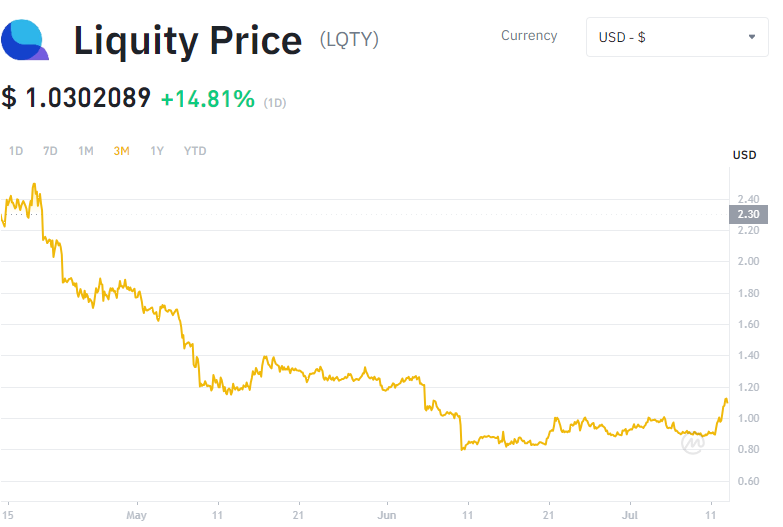 Liquity Price (LQTY)
Currency
USD - $
$ 1.0302089 +14.81% (1D)
1D 7D 1M 3M 1Y YTD
USD
2.40
2.30
2.20
2.00
1.80
1.60
1.40
1.20
1.00
0.80
0.60
15 May 11 21 Jun 11 21 Jul 11